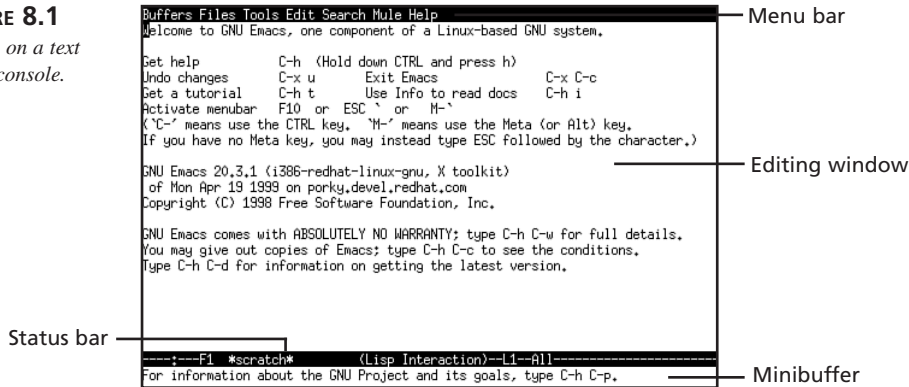 RE 8.1
on a text
console.
Buffers Files Tools Edit Search Mule Help
Menu bar
Welcome to GNU Emacs, one component of a Linux-based GNU system.
Get help C-h (Hold down CTRL and press h)
Undo changes C-x u Exit Emacs C-x C-c
Get a tutorial C-h t Use Info to read docs C-h i
Activate menubar F10 or ESC ` or M-`
(`C-' means use the CTRL key. `M-' means use the Meta (or Alt) key.
If you have no Meta key, you may instead type ESC followed by the character.)
Editing window
GNU Emacs 20.3.1 (i386-redhat-linux-gnu, X toolkit)
of Mon Apr 19 1999 on porky.devel.redhat.com
Copyright (C) 1998 Free Software Foundation, Inc.
GNU Emacs comes with ABSOLUTELY NO WARRANTY; type C-h C-w for full details.
You may give out copies of Emacs; type C-h C-c to see the conditions.
Type C-h C-d for information on getting the latest version.
Status bar
----:---F1 *scratch* (Lisp Interaction)--L1--All----------------------
For information about the GNU Project and its goals, type C-h C-p.
Minibuffer